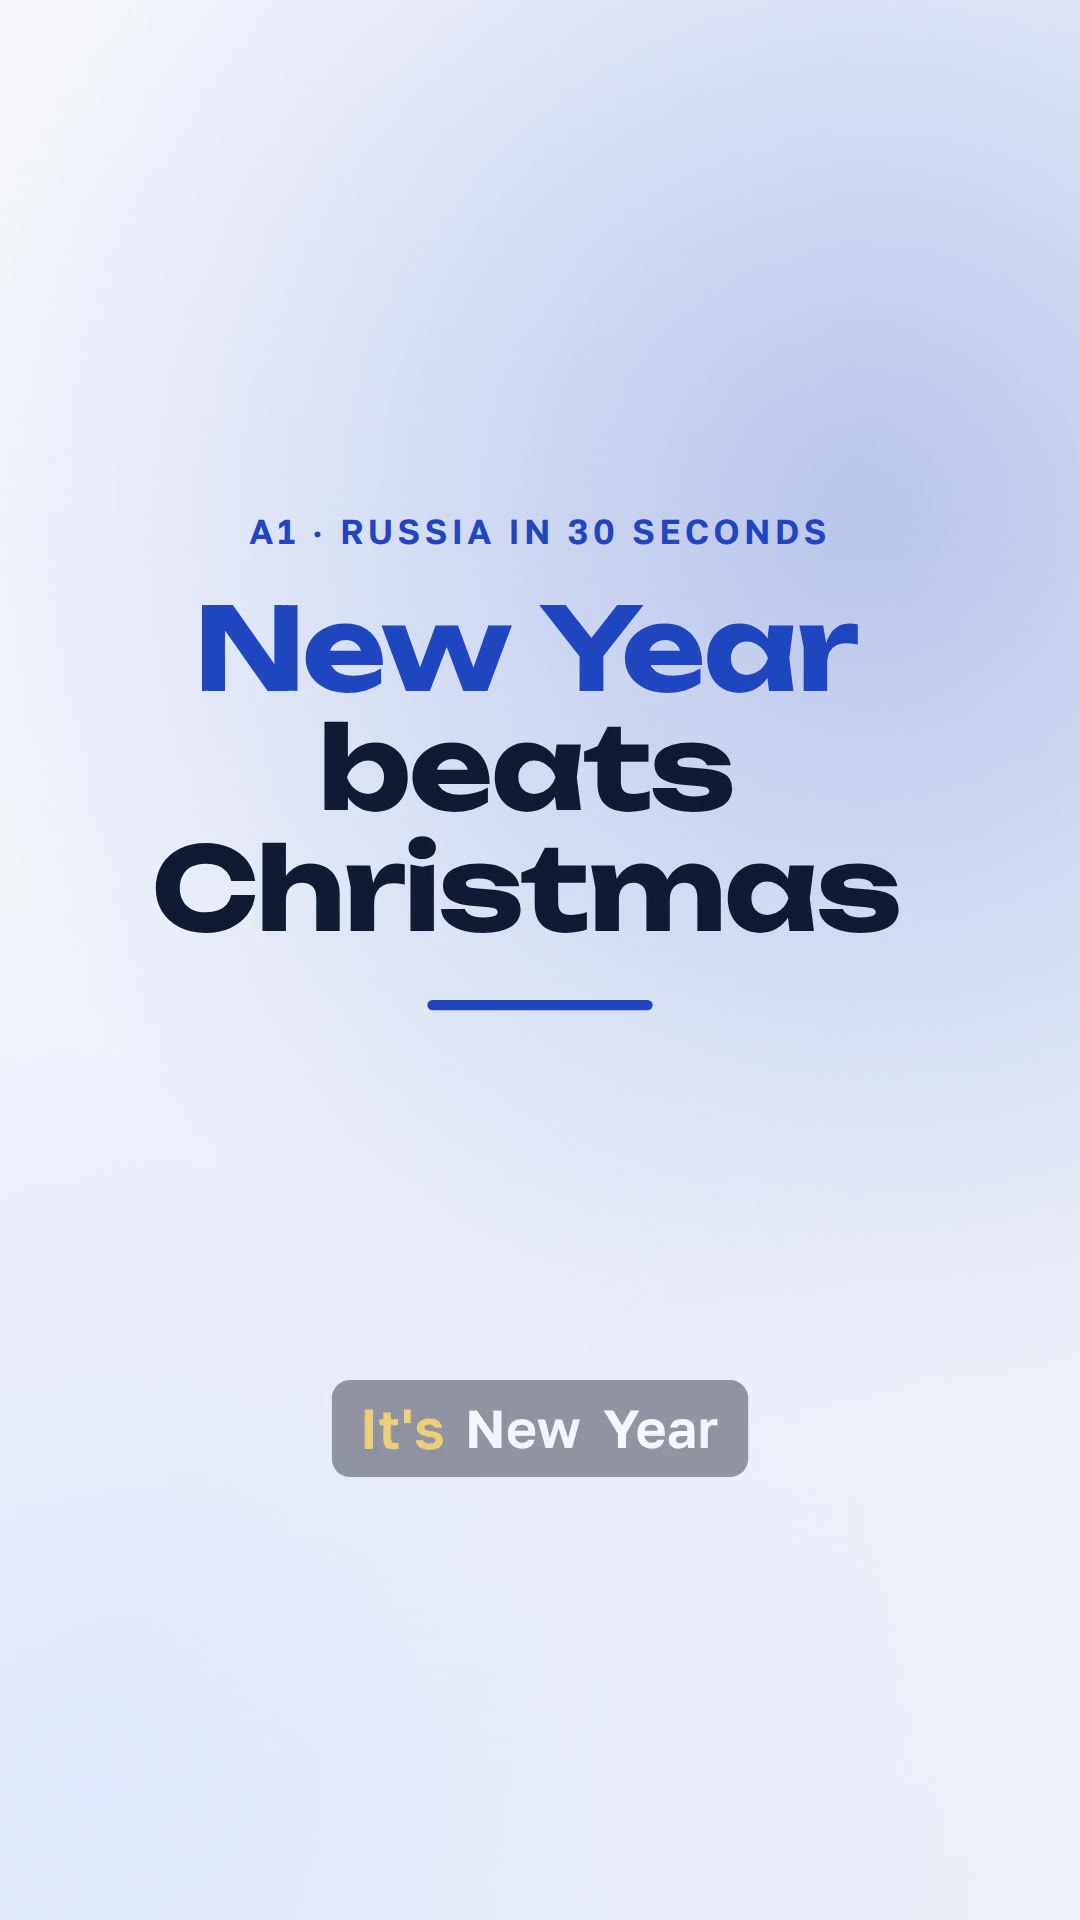 A1 · RUSSIA IN 30 SECONDS
New Year
beats
Christmas
It's New Year